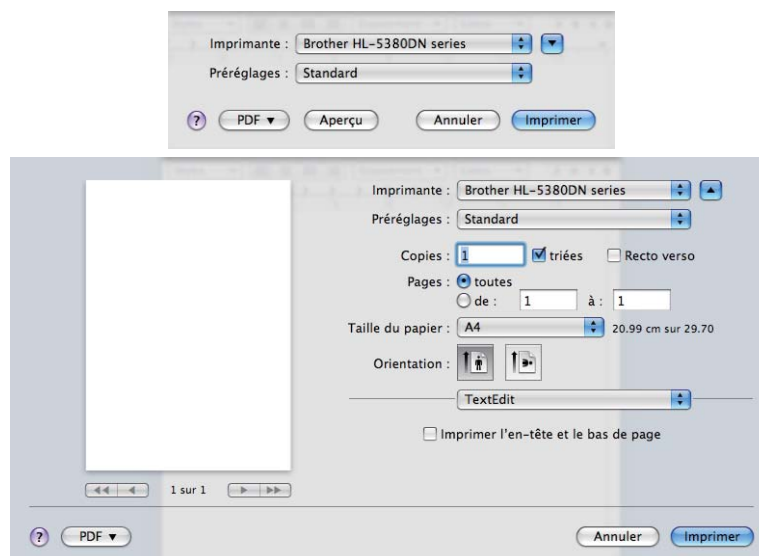 Imprimante : Brother HL-5380DN series
Préréglages : Standard
? PDF ▼ Aperçu Annuler Imprimer
Imprimante : Brother HL-5380DN series
Préréglages : Standard
Copies : 1 triées Recto verso
Pages : toutes
de : 1 à : 1
Taille du papier : A4 20.99 cm sur 29.70
Orientation :
TextEdit
Imprimer l'en-tête et le bas de page
1 sur 1
? PDF ▼ Annuler Imprimer